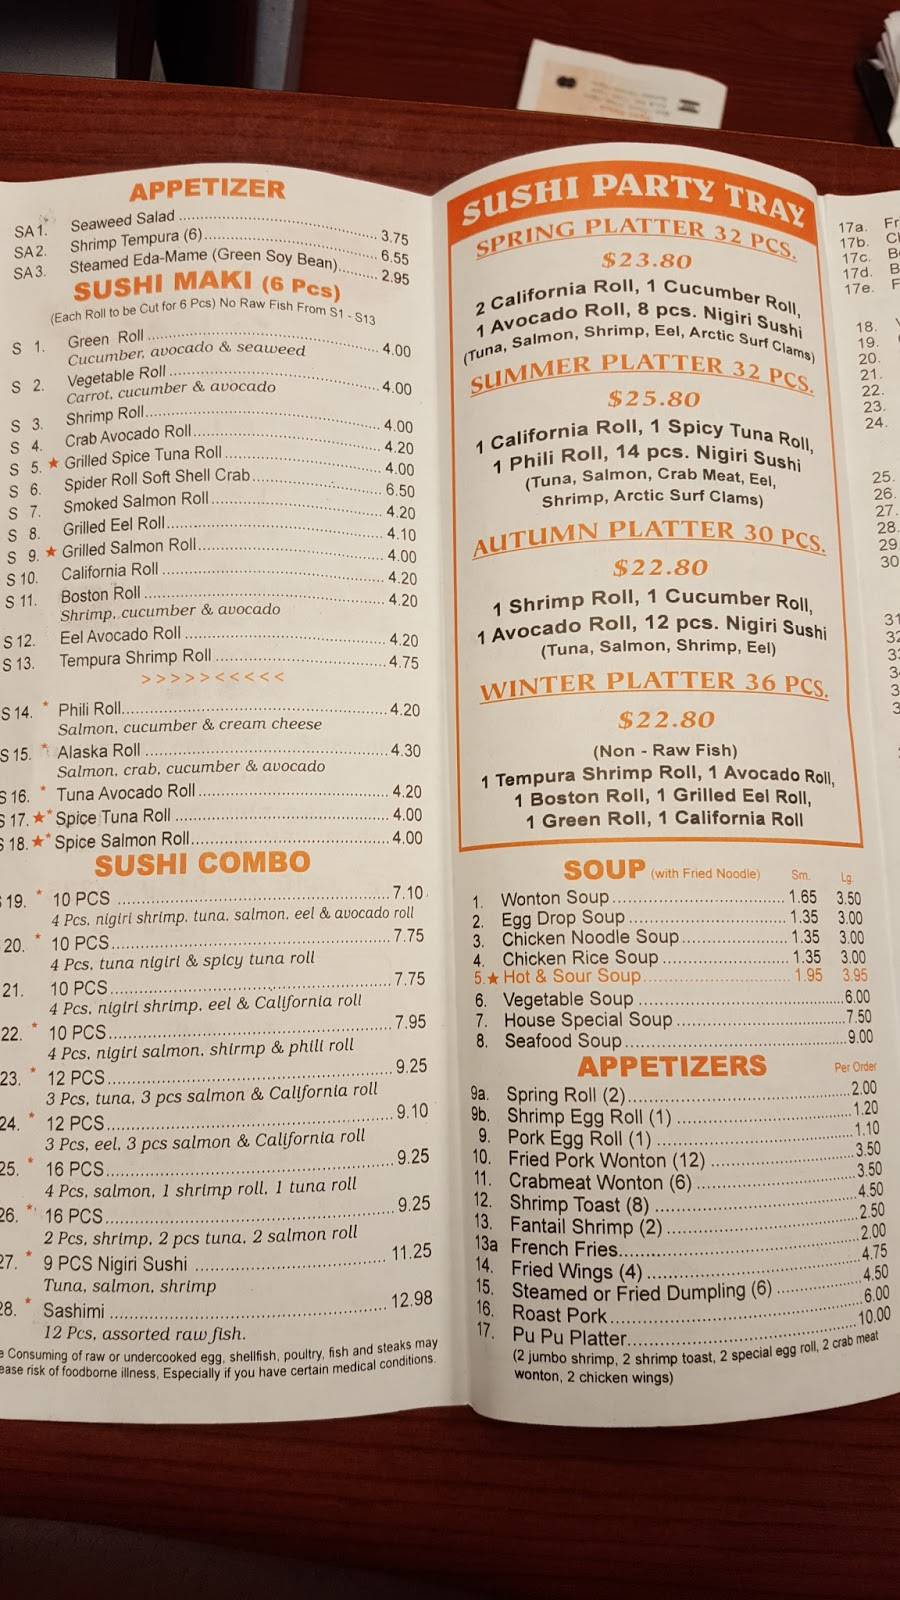 APPETIZER
SA 1. Seaweed Salad 3.75
SA 2. Shrimp Tempura (6) 6.55
SA 3. Steamed Eda-Mame (Green Soy Bean) 2.95
SUSHI MAKI (6 Pcs)
(Each Roll to be Cut for 6 Pcs) No Raw Fish From S1 - S13
S 1. Green Roll 4.00
Cucumber, avocado & seaweed
S 2. Vegetable Roll 4.00
Carrot, cucumber & avocado
S 3. Shrimp Roll 4.00
S 4. Crab Avocado Roll 4.20
S 5. ★ Grilled Spice Tuna Roll 4.00
S 6. Spider Roll Soft Shell Crab 6.50
S 7. Smoked Salmon Roll 4.20
S 8. Grilled Eel Roll 4.10
S 9. ★ Grilled Salmon Roll 4.00
S 10. California Roll 4.20
S 11. Boston Roll 4.20
Shrimp, cucumber & avocado
S 12. Eel Avocado Roll 4.20
S 13. Tempura Shrimp Roll 4.75
>>>>><<<<<
S 14. * Phili Roll 4.20
Salmon, cucumber & cream cheese
S 15. * Alaska Roll 4.30
Salmon, crab, cucumber & avocado
S 16. * Tuna Avocado Roll 4.20
S 17. ★* Spice Tuna Roll 4.00
S 18. ★* Spice Salmon Roll 4.00
SUSHI COMBO
19. * 10 PCS 7.10
4 Pcs, nigiri shrimp, tuna, salmon, eel & avocado roll
20. * 10 PCS 7.75
4 Pcs, tuna nigiri & spicy tuna roll
21. 10 PCS 7.75
4 Pcs, nigiri shrimp, eel & California roll
22. * 10 PCS 7.95
4 Pcs, nigiri salmon, shirmp & phili roll
23. * 12 PCS 9.25
3 Pcs, tuna, 3 pcs salmon & California roll
24. * 12 PCS 9.10
3 Pcs, eel, 3 pcs salmon & California roll
25. * 16 PCS 9.25
4 Pcs, salmon, 1 shrimp roll, 1 tuna roll
26. * 16 PCS 9.25
2 Pcs, shrimp, 2 pcs tuna, 2 salmon roll
27. * 9 PCS Nigiri Sushi 11.25
Tuna, salmon, shrimp
28. * Sashimi 12.98
12 Pcs, assorted raw fish.
Consuming of raw or undercooked egg, shellfish, poultry, fish and steaks may
risk of foodborne illness, Especially if you have certain medical conditions.
SUSHI PARTY TRAY
SPRING PLATTER 32 PCS.
$23.80
2 California Roll, 1 Cucumber Roll,
1 Avocado Roll, 8 pcs. Nigiri Sushi
(Tuna, Salmon, Shrimp, Eel, Arctic Surf Clams)
SUMMER PLATTER 32 PCS.
$25.80
1 California Roll, 1 Spicy Tuna Roll,
1 Phili Roll, 14 pcs. Nigiri Sushi
(Tuna, Salmon, Crab Meat, Eel,
Shrimp, Arctic Surf Clams)
AUTUMN PLATTER 30 PCS.
$22.80
1 Shrimp Roll, 1 Cucumber Roll,
1 Avocado Roll, 12 pcs. Nigiri Sushi
(Tuna, Salmon, Shrimp, Eel)
WINTER PLATTER 36 PCS.
$22.80
(Non - Raw Fish)
1 Tempura Shrimp Roll, 1 Avocado Roll,
1 Boston Roll, 1 Grilled Eel Roll,
1 Green Roll, 1 California Roll
SOUP (with Fried Noodle) Sm. Lg.
1. Wonton Soup 1.65 3.50
2. Egg Drop Soup 1.35 3.00
3. Chicken Noodle Soup 1.35 3.00
4. Chicken Rice Soup 1.35 3.00
5.★ Hot & Sour Soup 1.95 3.95
6. Vegetable Soup 6.00
7. House Special Soup 7.50
8. Seafood Soup 9.00
APPETIZERS Per Order
9a. Spring Roll (2) 2.00
9b. Shrimp Egg Roll (1) 1.20
9. Pork Egg Roll (1) 1.10
10. Fried Pork Wonton (12) 3.50
11. Crabmeat Wonton (6) 3.50
12. Shrimp Toast (8) 4.50
13. Fantail Shrimp (2) 2.50
13a French Fries 2.00
14. Fried Wings (4) 4.75
15. Steamed or Fried Dumpling (6) 4.50
16. Roast Pork 6.00
17. Pu Pu Platter 10.00
(2 jumbo shrimp, 2 shrimp toast, 2 special egg roll, 2 crab meat
wonton, 2 chicken wings)
17a.
17b.
17c.
17d.
17e.
18.
19.
20.
21.
22.
23.
24.
25.
26.
27.
28.
29
30